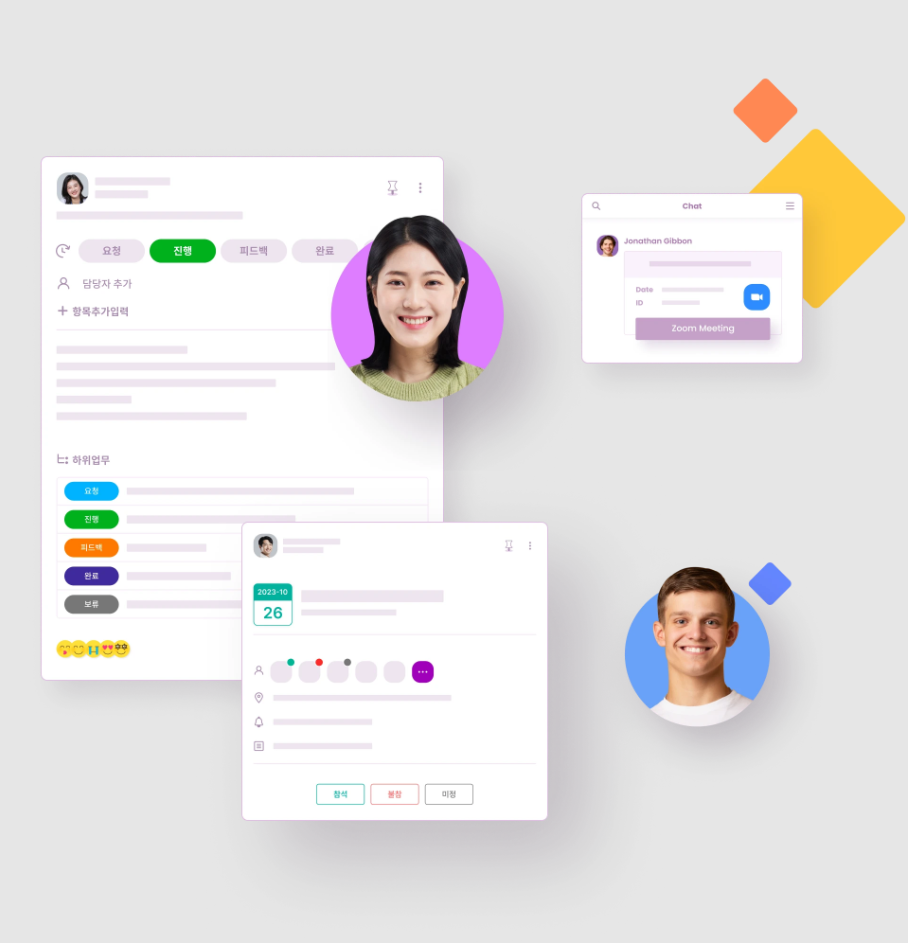 요청 진행 피드백 완료
담당자 추가
항목추가입력
하위업무
요청
진행
피드백
완료
보류
Chat
Jonathan Gibbon
Date
ID
Zoom Meeting
2023-10
26
참석 불참 미정